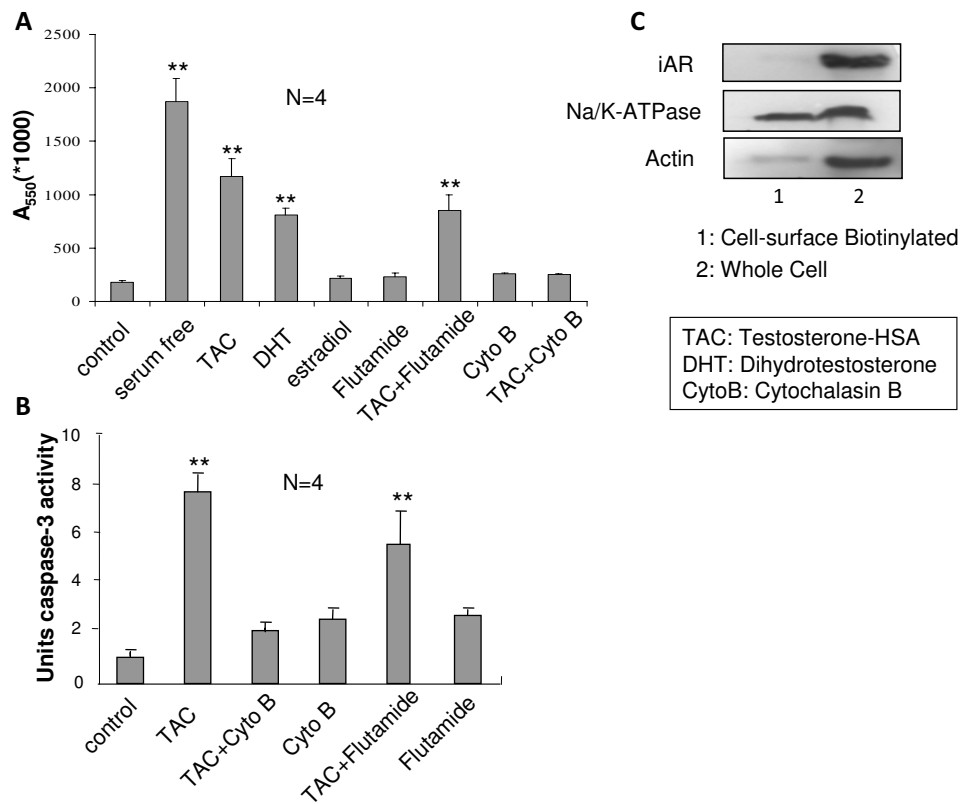 A
A550(*1000)
2500
2000
1500
1000
500
0
**
**
**
**
N=4
control
serum free
TAC
DHT
estradiol
Flutamide
TAC+Flutamide
Cyto B
TAC+Cyto B
B
Units caspase-3 activity
10
8
6
4
2
0
**
**
N=4
control
TAC
TAC+Cyto B
Cyto B
TAC+Flutamide
Flutamide
C
iAR
Na/K-ATPase
Actin
1 2
1: Cell-surface Biotinylated
2: Whole Cell
TAC: Testosterone-HSA
DHT: Dihydrotestosterone
CytoB: Cytochalasin B